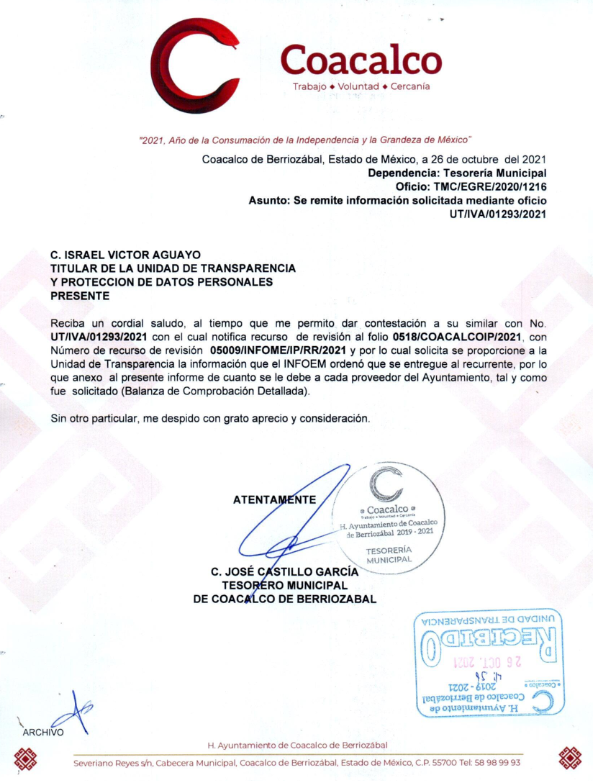 Coacalco
Trabajo ◆ Voluntad ◆ Cercanía
"2021, Año de la Consumación de la Independencia y la Grandeza de México"
Coacalco de Berriozábal, Estado de México, a 26 de octubre del 2021
Dependencia: Tesorería Municipal
Oficio: TMC/EGRE/2020/1216
Asunto: Se remite información solicitada mediante oficio
UT/IVA/01293/2021
C. ISRAEL VICTOR AGUAYO
TITULAR DE LA UNIDAD DE TRANSPARENCIA
Y PROTECCION DE DATOS PERSONALES
PRESENTE
Reciba un cordial saludo, al tiempo que me permito dar contestación a su similar con No.
UT/IVA/01293/2021 con el cual notifica recurso de revisión al folio 0518/COACALCOIP/2021, con
Número de recurso de revisión 05009/INFOME/IP/RR/2021 y por lo cual solicita se proporcione a la
Unidad de Transparencia la información que el INFOEM ordenó que se entregue al recurrente, por lo
que anexo al presente informe de cuanto se le debe a cada proveedor del Ayuntamiento, tal y como
fue solicitado (Balanza de Comprobación Detallada).
Sin otro particular, me despido con grato aprecio y consideración.
ATENTAMENTE
Coacalco
Trabajo • Voluntad • Cercanía
H. Ayuntamiento de Coacalco
de Berriozábal 2019 - 2021
TESORERÍA
MUNICIPAL
C. JOSÉ CASTILLO GARCÍA
TESORERO MUNICIPAL
DE COACALCO DE BERRIOZABAL
H. Ayuntamiento de
Coacalco de Berriozábal
2019 - 2021
Coacalco
26 OCT. 2021
RECIBIDO
UNIDAD DE TRANSPARENCIA
ARCHIVO
H. Ayuntamiento de Coacalco de Berriozábal
Severiano Reyes s/n, Cabecera Municipal, Coacalco de Berriozábal, Estado de México, C.P. 55700 Tel: 58 98 99 93